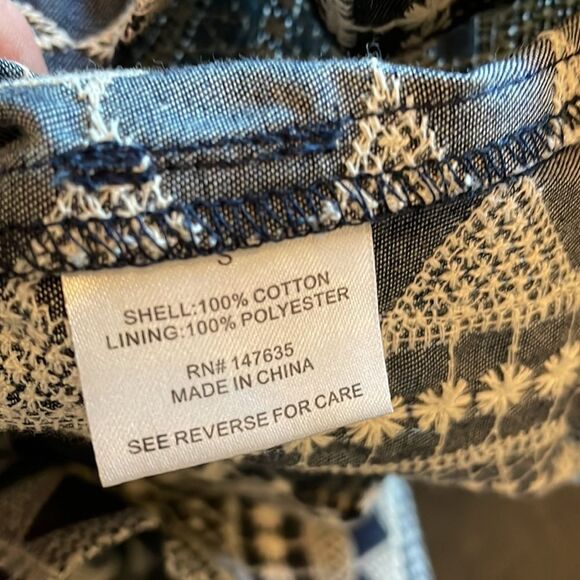 S
SHELL:100% COTTON
LINING:100% POLYESTER
RN# 147635
MADE IN CHINA
SEE REVERSE FOR CARE